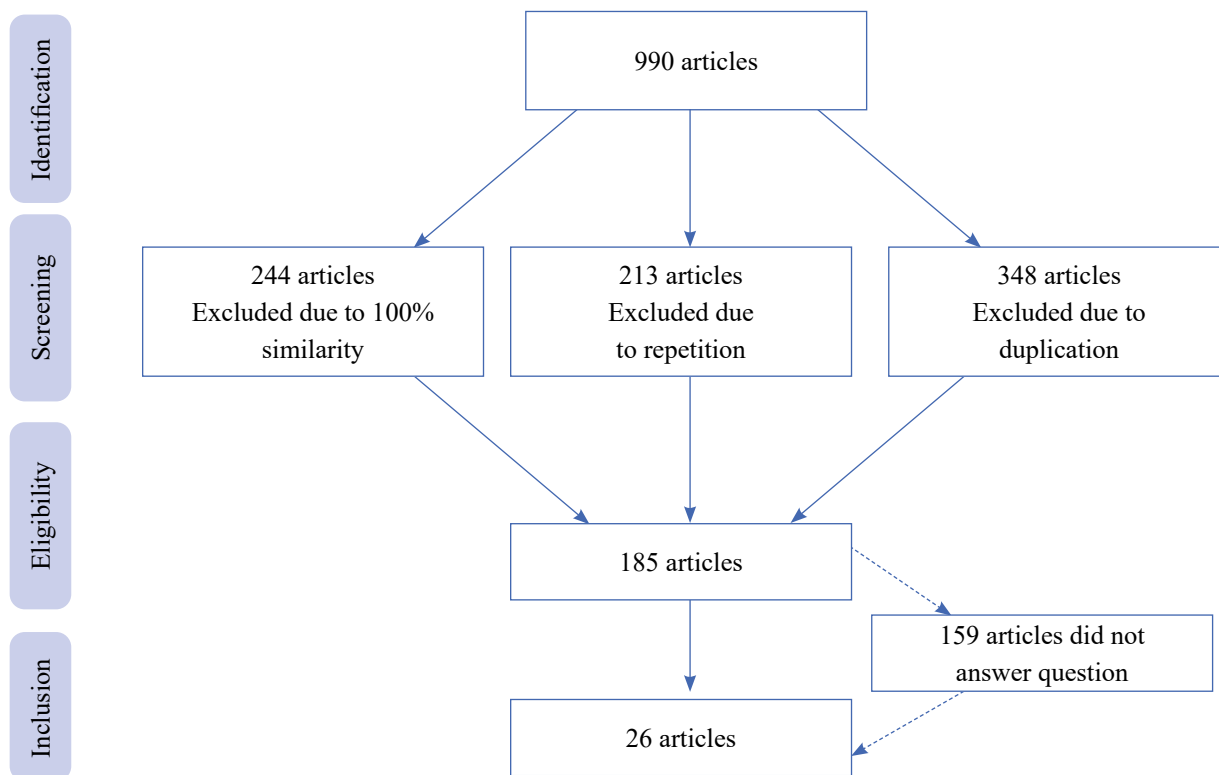 Identification
990 articles
Screening
244 articles
Excluded due to 100%
similarity
213 articles
Excluded due
to repetition
348 articles
Excluded due to
duplication
Eligibility
185 articles
159 articles did not
answer question
Inclusion
26 articles